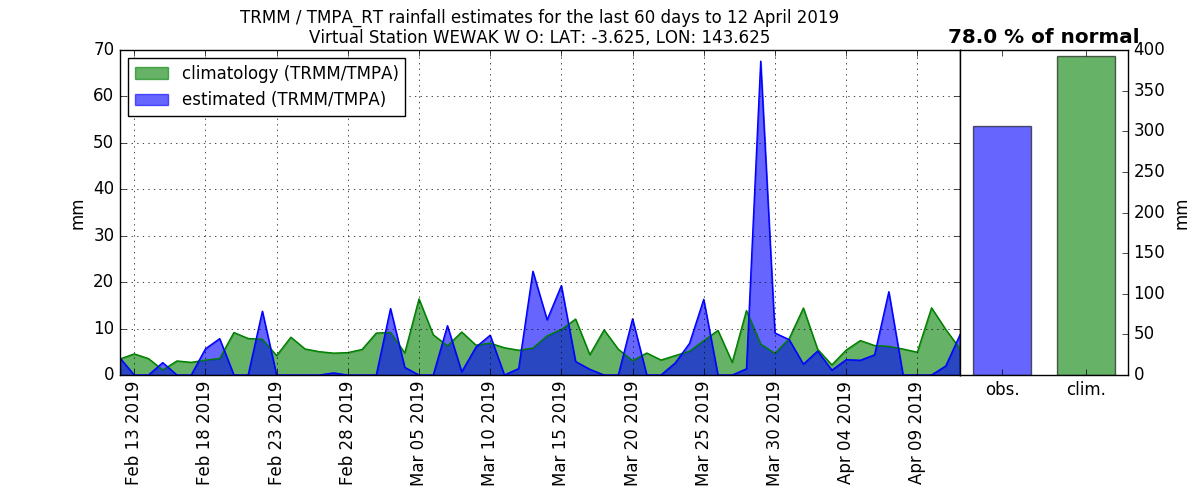 TRMM / TMPA_RT rainfall estimates for the last 60 days to 12 April 2019
Virtual Station WEWAK W O: LAT: -3.625, LON: 143.625
78.0 % of normal
climatology (TRMM/TMPA)
estimated (TRMM/TMPA)
mm
70
60
50
40
30
20
10
0
Feb 13 2019
Feb 18 2019
Feb 23 2019
Feb 28 2019
Mar 05 2019
Mar 10 2019
Mar 15 2019
Mar 20 2019
Mar 25 2019
Mar 30 2019
Apr 04 2019
Apr 09 2019
obs.
clim.
400
350
300
250
200
150
100
50
0
mm